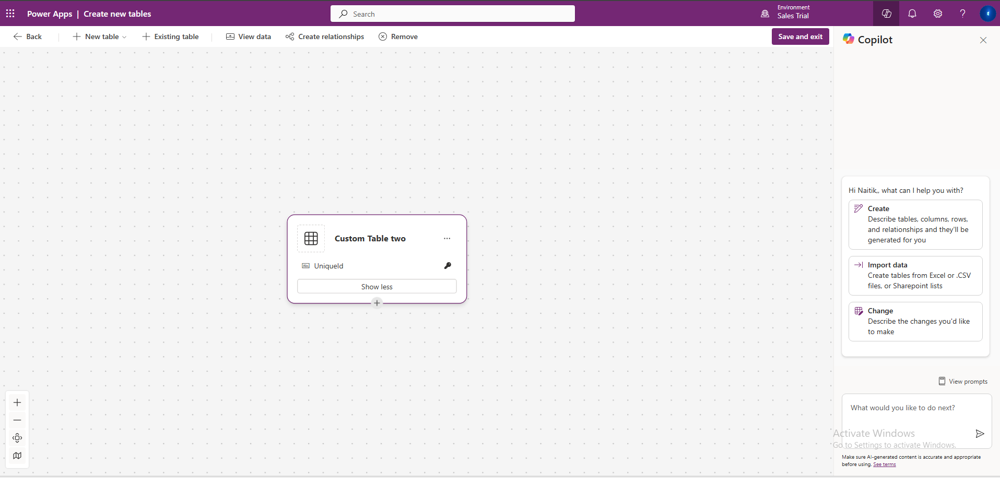 Power Apps | Create new tables
Search
Environment
Sales Trial
?
Back
New table
Existing table
View data
Create relationships
Remove
Save and exit
Copilot
Custom Table two
...
Abc UniqueId
Show less
Hi Naitik,, what can I help you with?
Create
Describe tables, columns, rows,
and relationships and they'll be
generated for you
Import data
Create tables from Excel or .CSV
files, or Sharepoint lists
Change
Describe the changes you'd like
to make
View prompts
What would you like to do next?
Activate Windows
Go to Settings to activate Windows.
Make sure AI-generated content is accurate and appropriate
before using. See terms